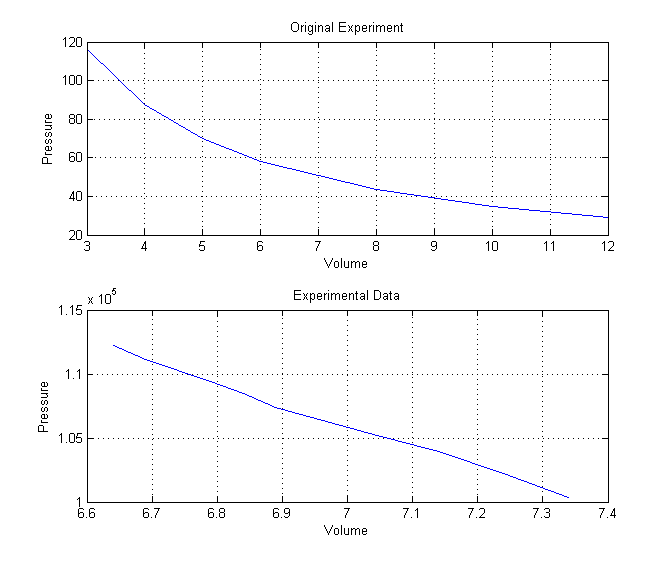 Original Experiment
120
100
80
60
40
20
Pressure
3 4 5 6 7 8 9 10 11 12
Volume
Experimental Data
x 10^5
1.15
1.1
1.05
1
Pressure
6.6 6.7 6.8 6.9 7 7.1 7.2 7.3 7.4
Volume